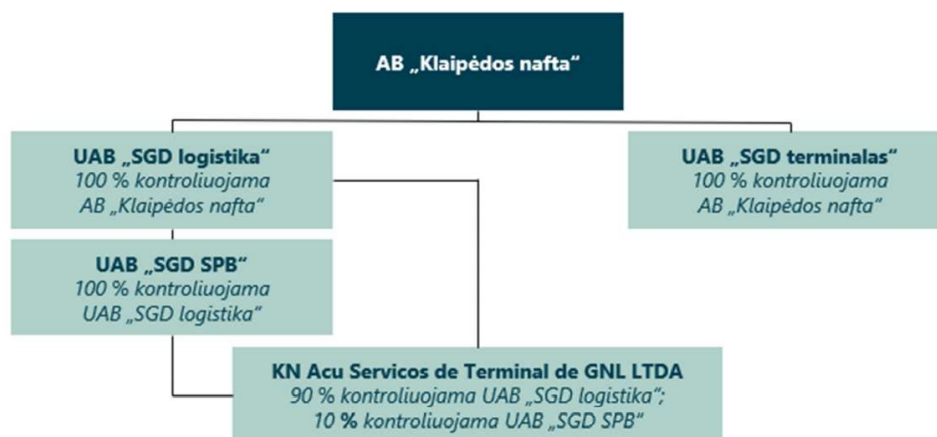 AB „Klaipėdos nafta“
UAB „SGD logistika“
100 % kontroliuojama
AB „Klaipėdos nafta“
UAB „SGD terminalas“
100 % kontroliuojama
AB „Klaipėdos nafta“
UAB „SGD SPB“
100 % kontroliuojama
UAB „SGD logistika“
KN Acu Servicos de Terminal de GNL LTDA
90 % kontroliuojama UAB „SGD logistika“;
10 % kontroliuojama UAB „SGD SPB“